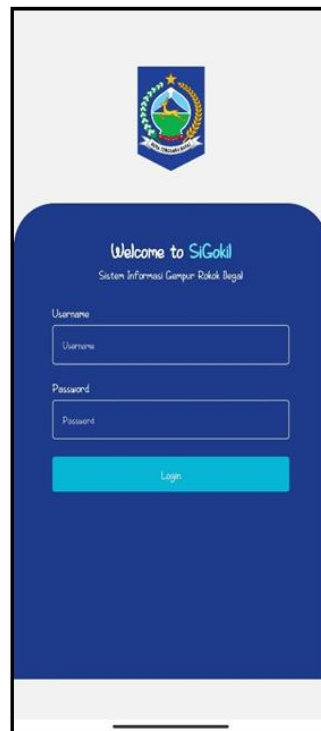 Welcome to SiGokil
Sistem Informasi Gempur Rokok Ilegal
Username
Username
Password
Password
Login